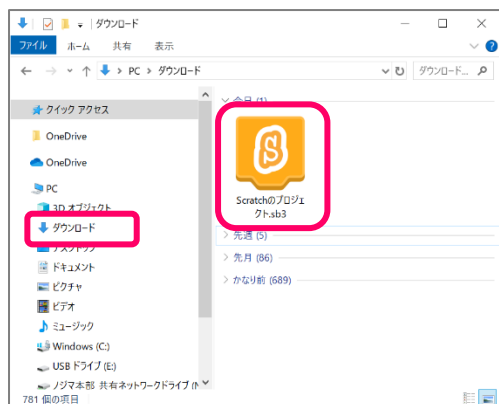 ダウンロード
ファイル ホーム 共有 表示
PC > ダウンロード ダウンロード...
クイック アクセス
OneDrive
OneDrive
PC
3D オブジェクト
ダウンロード
デスクトップ
ドキュメント
ピクチャ
ビデオ
ミュージック
Windows (C:)
USB ドライブ (E:)
ノジマ本部 共有ネットワークドライブ
781 個の項目
今日 (1)
S
Scratchのプロジェ
クト.sb3
先週 (5)
先月 (86)
かなり前 (689)